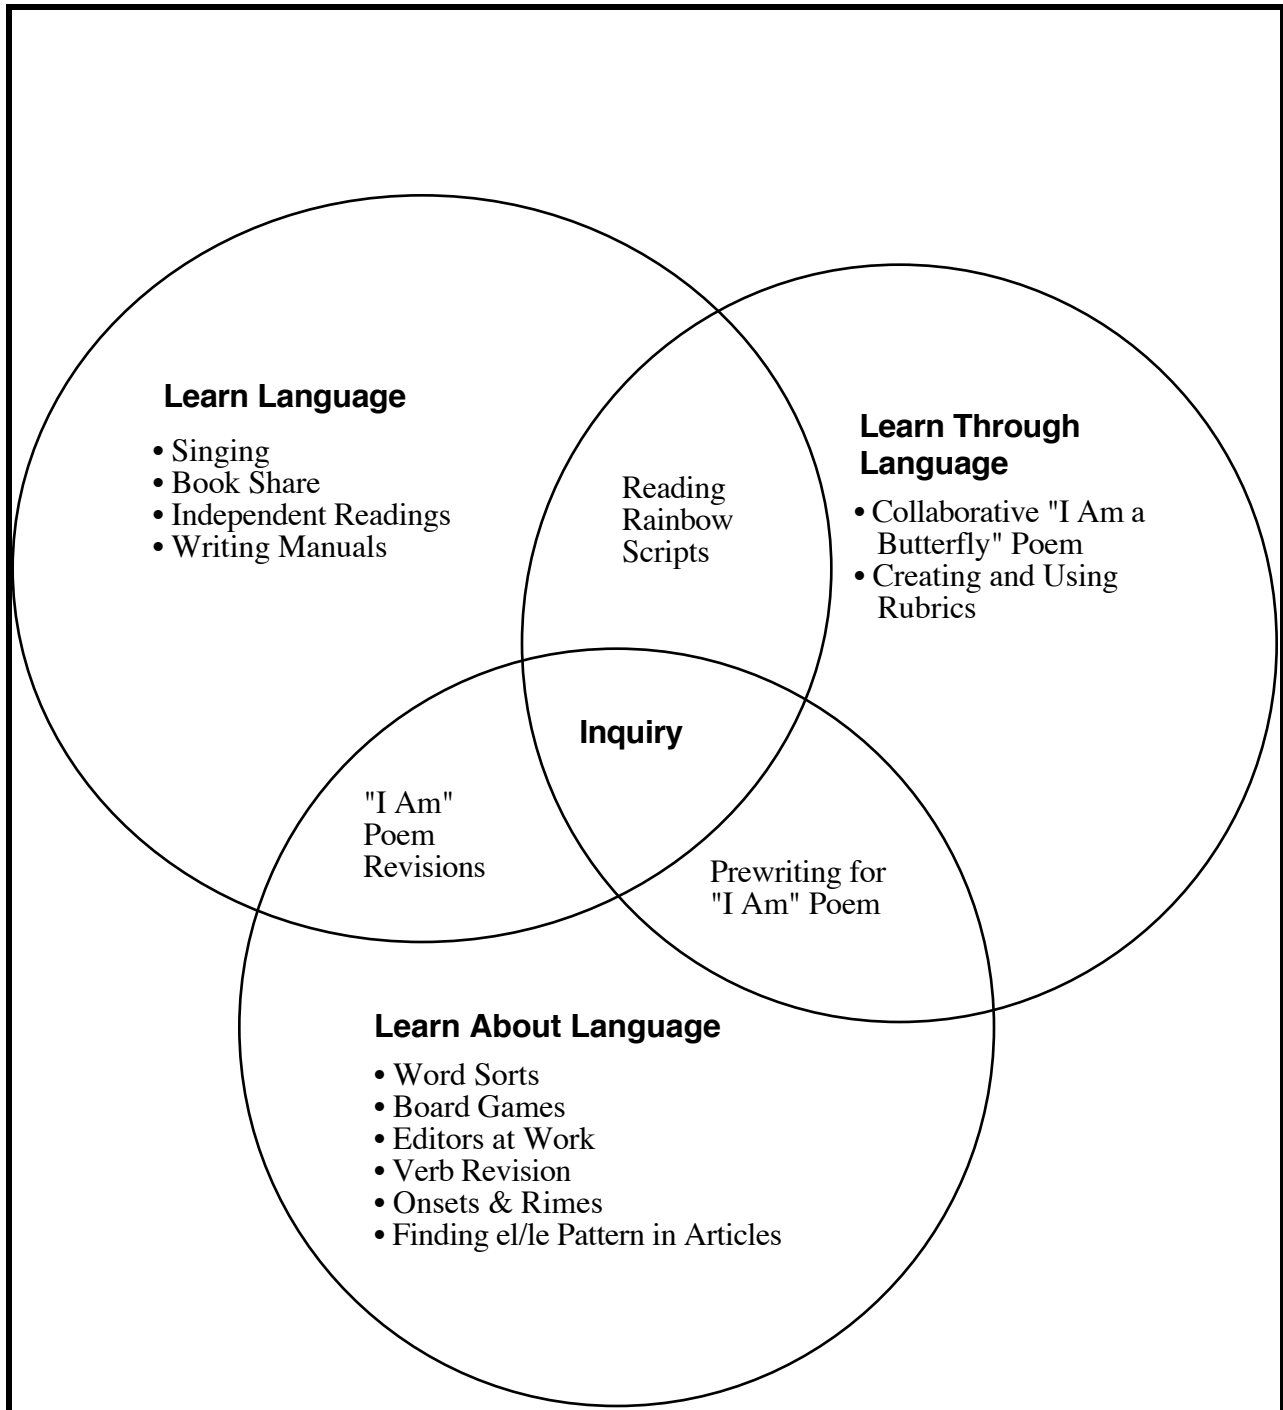 Learn Language
• Singing
• Book Share
• Independent Readings
• Writing Manuals
Reading
Rainbow
Scripts
Learn Through
Language
• Collaborative "I Am a
Butterfly" Poem
• Creating and Using
Rubrics
Inquiry
"I Am"
Poem
Revisions
Prewriting for
"I Am" Poem
Learn About Language
• Word Sorts
• Board Games
• Editors at Work
• Verb Revision
• Onsets & Rimes
• Finding el/le Pattern in Articles